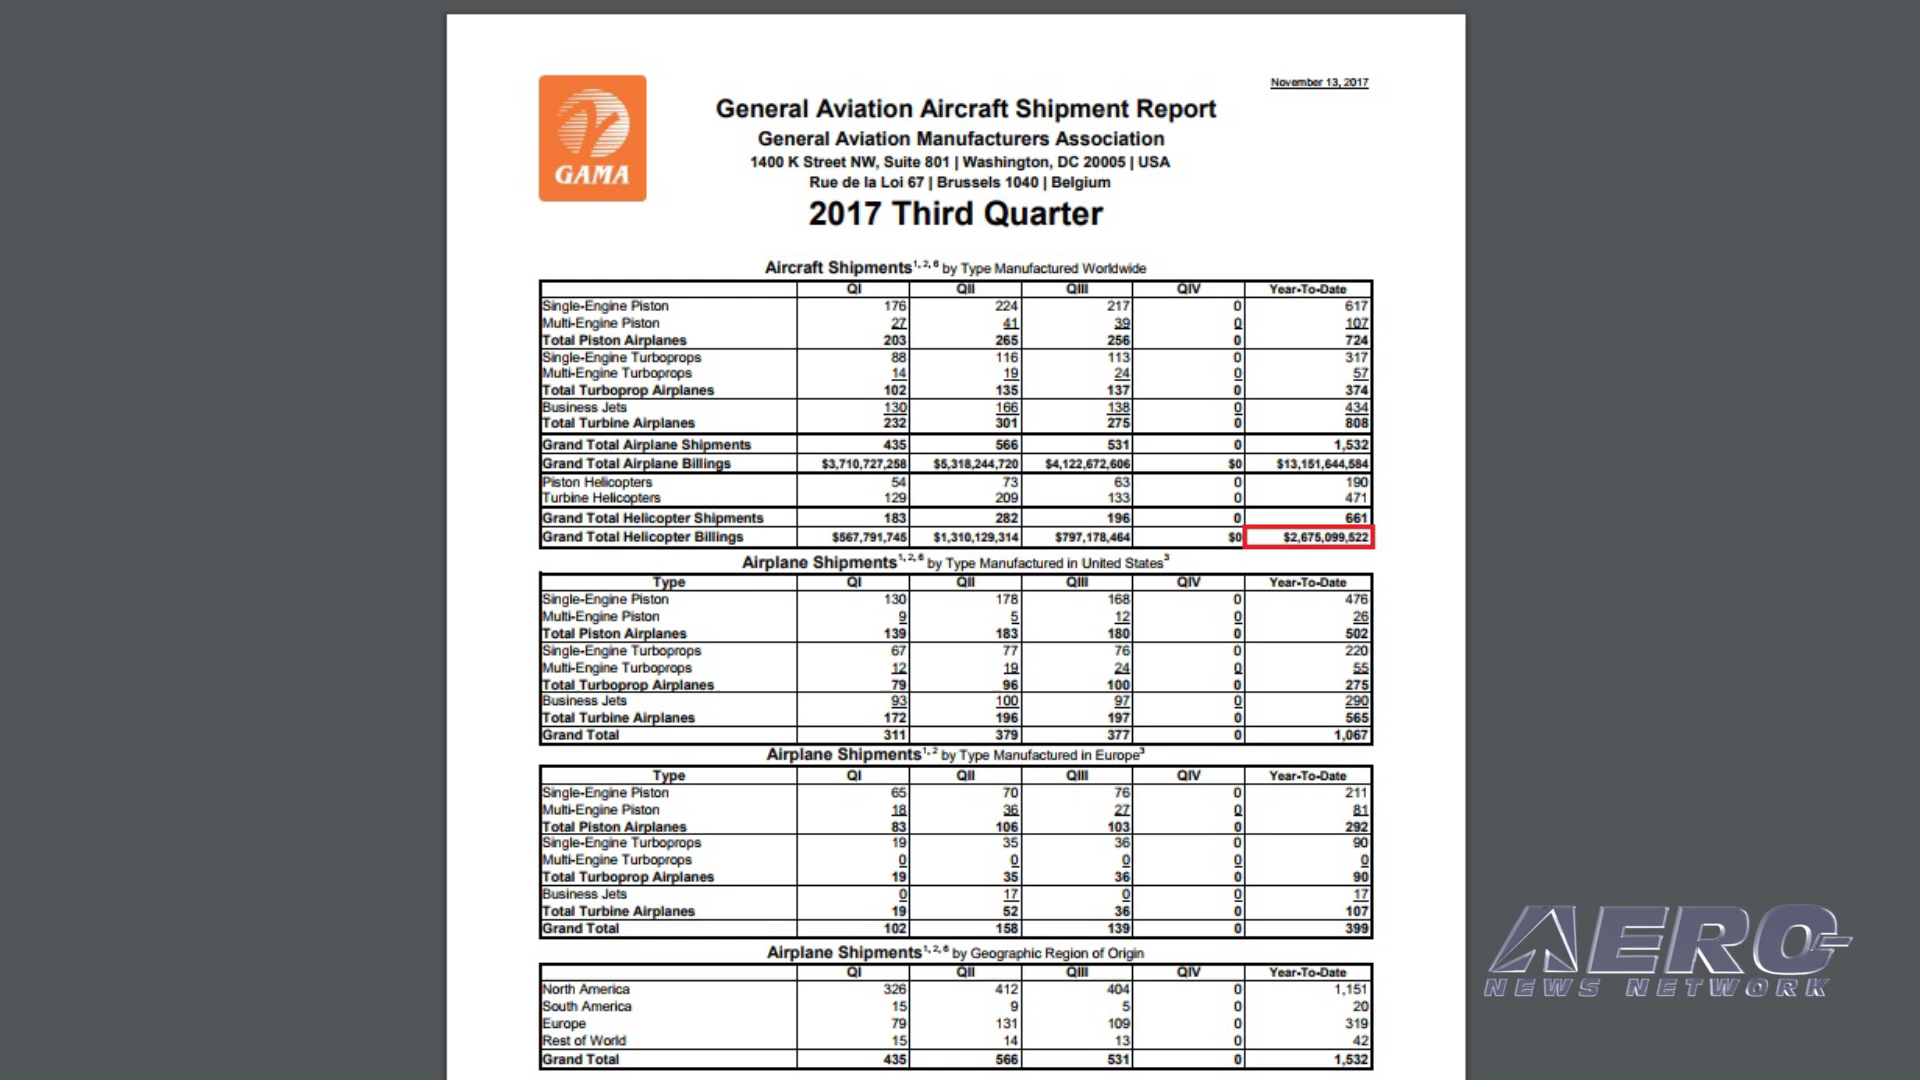 GAMA
November 13, 2017
General Aviation Aircraft Shipment Report
General Aviation Manufacturers Association
1400 K Street NW, Suite 801 | Washington, DC 20005 | USA
Rue de la Loi 67 | Brussels 1040 | Belgium
2017 Third Quarter
Aircraft Shipments1, 2, 6 by Type Manufactured Worldwide
QI QII QIII QIV Year-To-Date
Single-Engine Piston 176 224 217 0 617
Multi-Engine Piston 27 41 39 0 107
Total Piston Airplanes 203 265 256 0 724
Single-Engine Turboprops 88 116 113 0 317
Multi-Engine Turboprops 14 19 24 0 57
Total Turboprop Airplanes 102 135 137 0 374
Business Jets 130 166 138 0 434
Total Turbine Airplanes 232 301 275 0 808
Grand Total Airplane Shipments 435 566 531 0 1,532
Grand Total Airplane Billings $3,710,727,258 $5,318,244,720 $4,122,672,606 $0 $13,151,644,584
Piston Helicopters 54 73 63 0 190
Turbine Helicopters 129 209 133 0 471
Grand Total Helicopter Shipments 183 282 196 0 661
Grand Total Helicopter Billings $567,791,745 $1,310,129,314 $797,178,464 $0 $2,675,099,522
Airplane Shipments1, 2, 6 by Type Manufactured in United States3
Type QI QII QIII QIV Year-To-Date
Single-Engine Piston 130 178 168 0 476
Multi-Engine Piston 9 5 12 0 26
Total Piston Airplanes 139 183 180 0 502
Single-Engine Turboprops 67 77 76 0 220
Multi-Engine Turboprops 12 19 24 0 55
Total Turboprop Airplanes 79 96 100 0 275
Business Jets 93 100 97 0 290
Total Turbine Airplanes 172 196 197 0 565
Grand Total 311 379 377 0 1,067
Airplane Shipments1, 2 by Type Manufactured in Europe3
Type QI QII QIII QIV Year-To-Date
Single-Engine Piston 65 70 76 0 211
Multi-Engine Piston 18 36 27 0 81
Total Piston Airplanes 83 106 103 0 292
Single-Engine Turboprops 19 35 36 0 90
Multi-Engine Turboprops 0 0 0 0 0
Total Turboprop Airplanes 19 35 36 0 90
Business Jets 0 17 0 0 17
Total Turbine Airplanes 19 52 36 0 107
Grand Total 102 158 139 0 399
Airplane Shipments1, 2, 6 by Geographic Region of Origin
QI QII QIII QIV Year-To-Date
North America 326 412 404 0 1,151
South America 15 9 5 0 20
Europe 79 131 109 0 319
Rest of World 15 14 13 0 42
Grand Total 435 566 531 0 1,532
AERO-
NEWS NETWORK